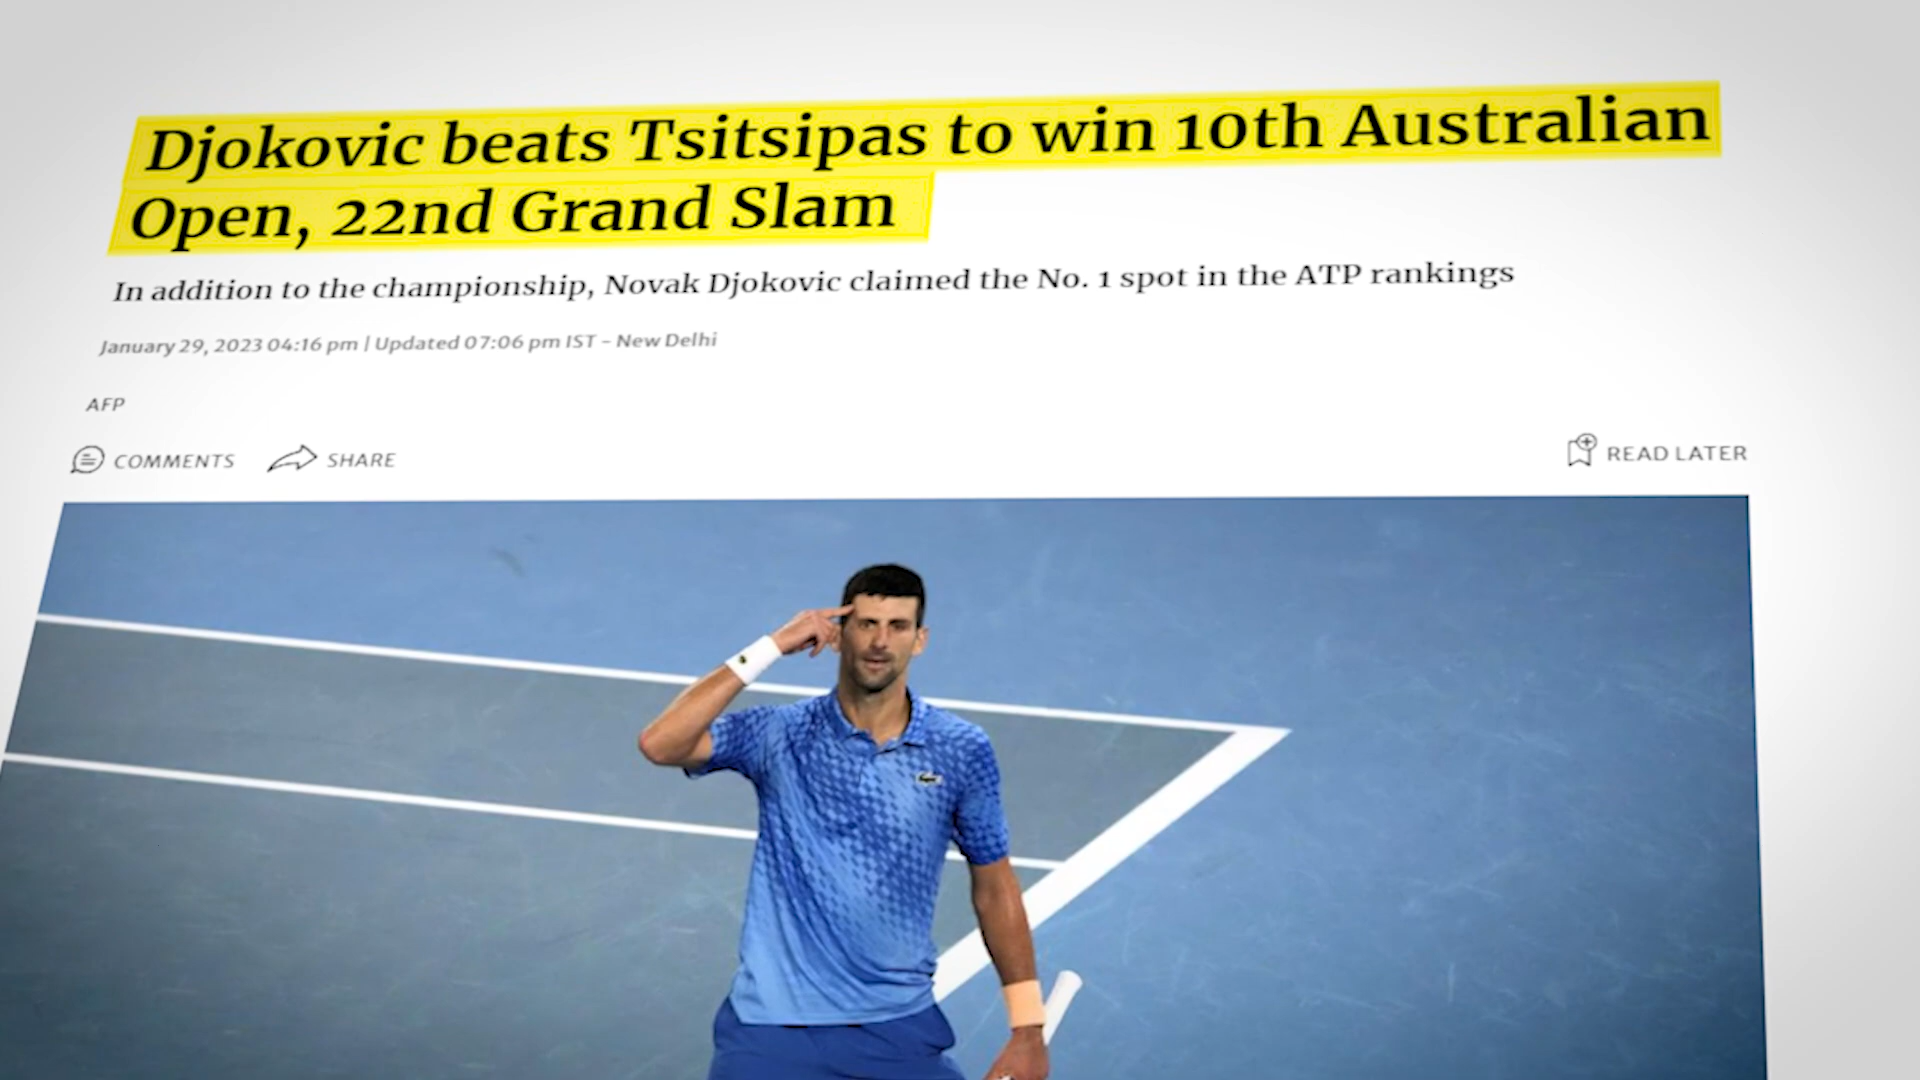 Djokovic beats Tsitsipas to win 10th Australian
Open, 22nd Grand Slam
In addition to the championship, Novak Djokovic claimed the No. 1 spot in the ATP rankings
January 29, 2023 04:16 pm | Updated 07:06 pm IST - New Delhi
AFP
COMMENTS SHARE READ LATER